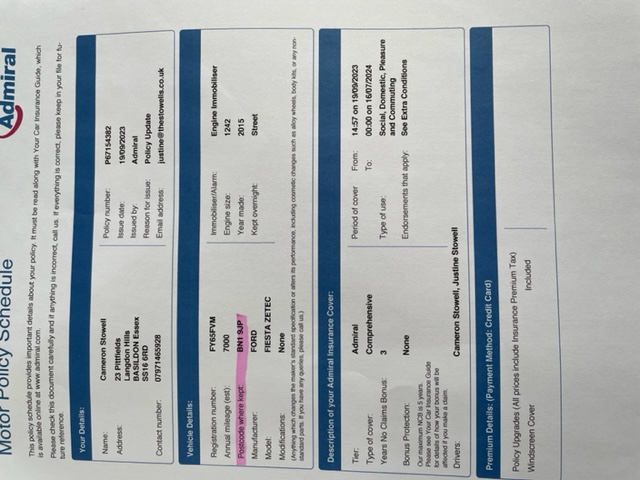 Motor Policy Schedule
Admiral
This policy schedule provides important details about your policy. It must be read along with Your Car Insurance Guide, which
is available online at www.admiral.com.
Please check this document carefully and if anything is incorrect, call us. If everything is correct, please keep in your file for fu-
ture reference.
Your Details:
Name: Cameron Stowell
Address: 23 Pittfields
Langdon Hills
BASILDON Essex
SS16 6RD
Contact number: 07971465928
Policy number: P67154382
Issue date: 19/09/2023
Issued by: Admiral
Reason for issue: Policy Update
Email address: justine@thestowells.co.uk
Vehicle Details:
Registration number: FY65FVM
Annual mileage (est): 7000
Postcode where kept: BN1 9JP
Manufacturer: FORD
Model: FIESTA ZETEC
Modifications: None
Immobiliser/Alarm: Engine Immobiliser
Engine size: 1242
Year made: 2015
Kept overnight: Street
(Anything which changes the maker's standard specification or alters its performance, including cosmetic changes such as alloy wheels, body kits, or any non-
standard parts. If you have any queries, please call us.)
Description of your Admiral Insurance Cover:
Tier: Admiral
Type of cover: Comprehensive
Years No Claims Bonus: 3
Bonus Protection: None
Our maximum NCB is 5 years.
Please see Your Car Insurance Guide
for details of how your bonus will be
affected if you make a claim.
Period of cover From: 14:57 on 19/09/2023
To: 00:00 on 16/07/2024
Type of use: Social, Domestic, Pleasure
and Commuting
Endorsements that apply: See Extra Conditions
Drivers: Cameron Stowell, Justine Stowell
Premium Details: (Payment Method: Credit Card)
Policy Upgrades (All prices include Insurance Premium Tax)
Windscreen Cover Included